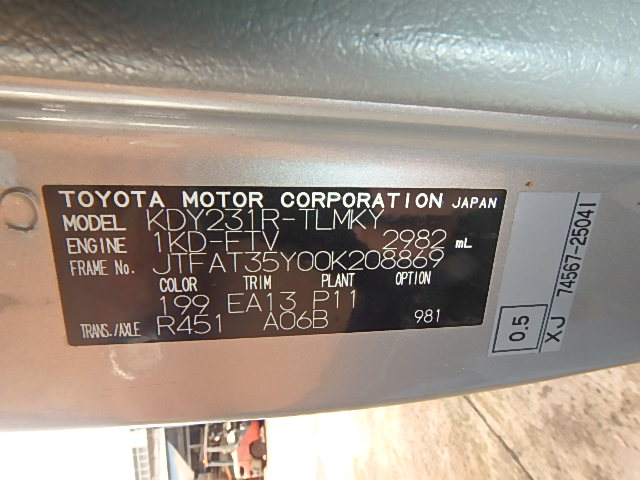 TOYOTA MOTOR CORPORATION JAPAN
MODEL KDY231R-TLMKY
ENGINE 1KD-FTV 2982 mL
FRAME No. JTFAT35Y00K208869
COLOR TRIM PLANT OPTION
199 EA13 P11
TRANS./AXLE R451 A06B 981
0.5
XJ 74567-25041